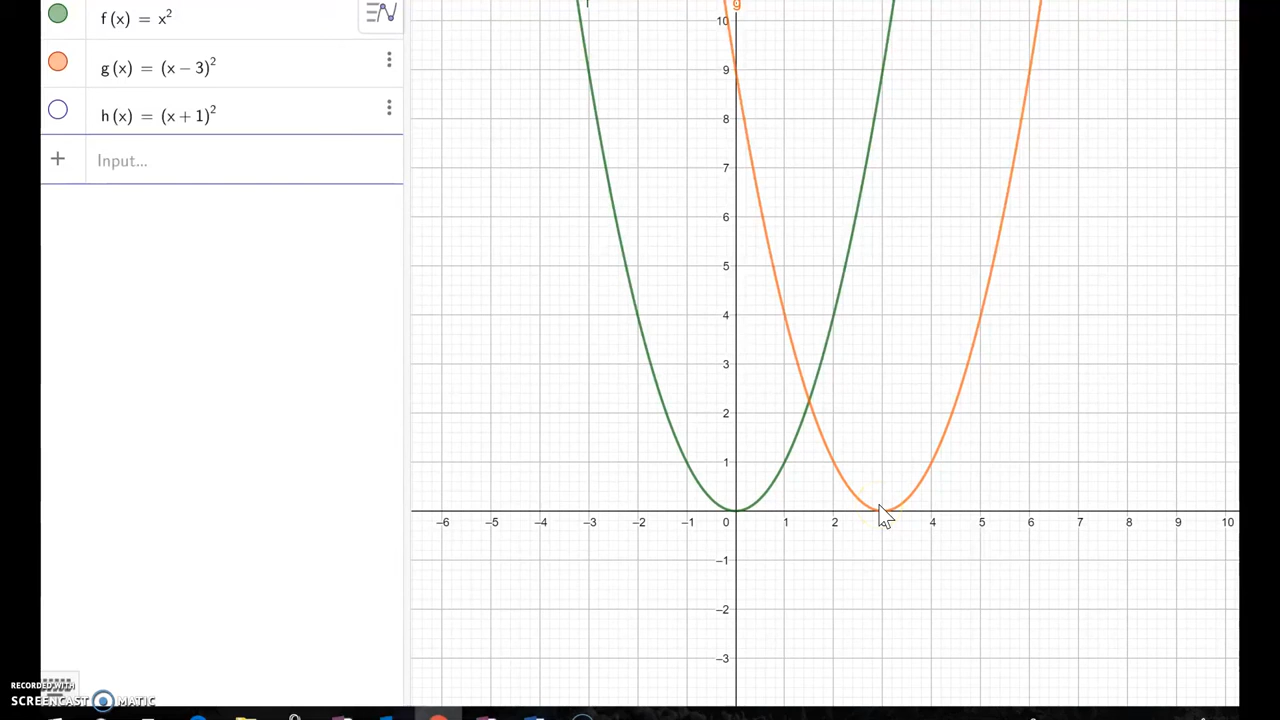 f(x) = x²
g(x) = (x − 3)²
h(x) = (x + 1)²
+ Input...
g
10
9
8
7
6
5
4
3
2
1
−6 −5 −4 −3 −2 −1 0 1 2 4 5 6 7 8 9 10
−1
−2
−3
RECORDED WITH
SCREENCAST MATIC